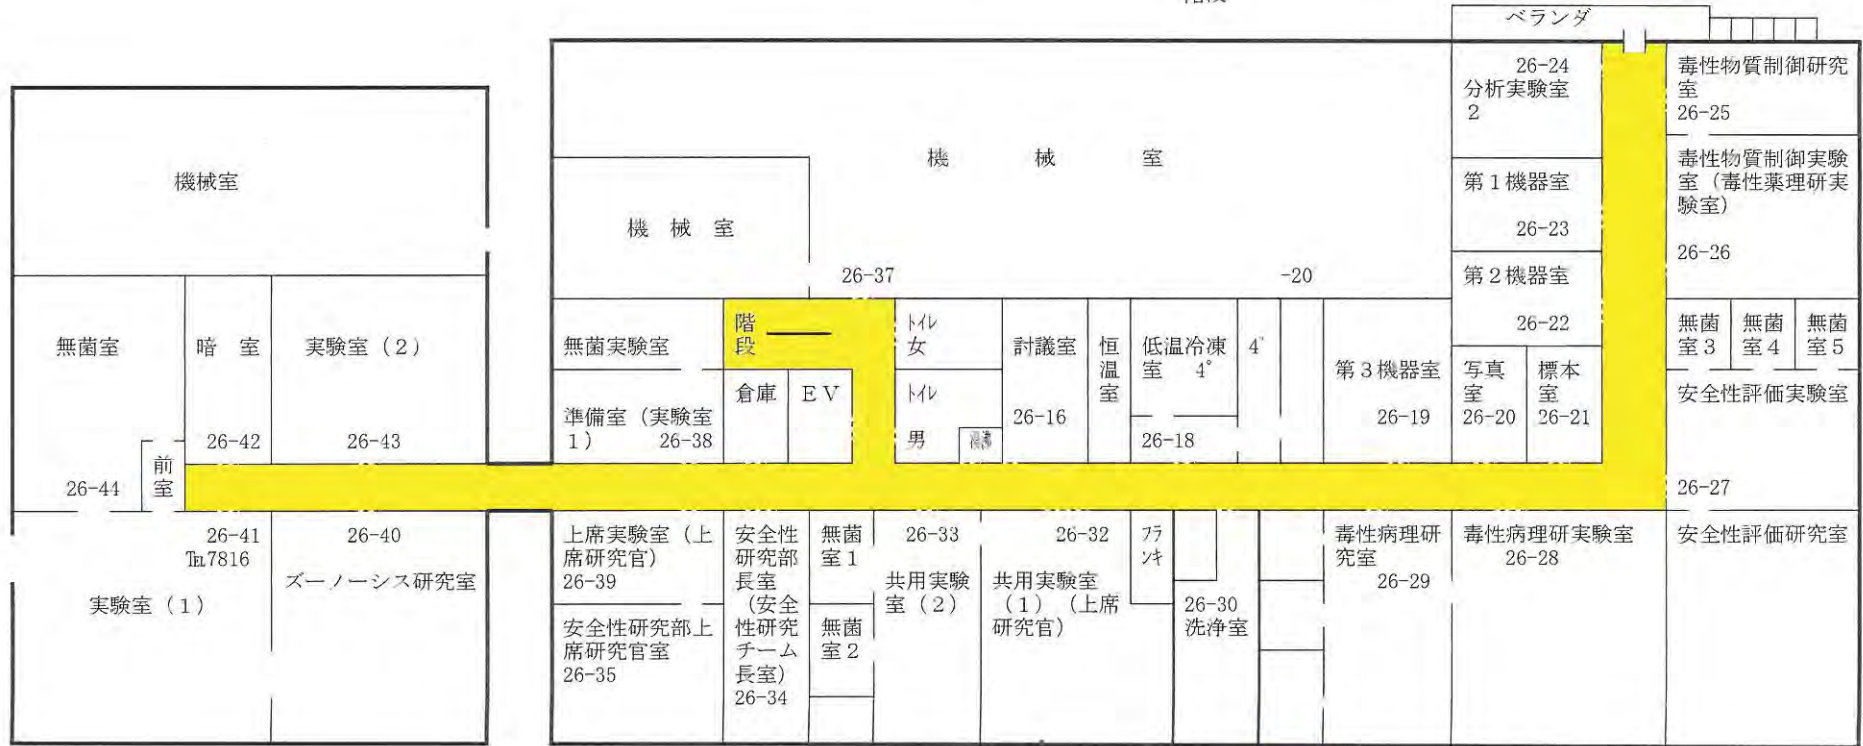 ベランダ
機械室
機 械 室
機 械 室
26-37
-20
26-24
分析実験室
2
第1機器室
26-23
第2機器室
26-22
写真
室
26-20
標本
室
26-21
毒性物質制御研究
室
26-25
毒性物質制御実験
室(毒性薬理研実
験室)
26-26
無菌
室3
無菌
室4
無菌
室5
安全性評価実験室
26-27
安全性評価研究室
無菌室
26-44
前
室
暗 室
26-42
実験室(2)
26-43
無菌実験室
準備室(実験室
1) 26-38
階
段
倉庫
EV
トイレ
女
トイレ
男
討議室
26-16
恒
温
室
低温冷凍
室 4°
26-18
4°
第3機器室
26-19
26-41
℡7816
実験室(1)
26-40
ズーノーシス研究室
上席実験室(上
席研究官)
26-39
安全性研究部上
席研究官室
26-35
安全性
研究部
長室
(安全
性研究
チーム
長室)
26-34
無菌
室1
無菌
室2
26-33
共用実験
室(2)
26-32
共用実験室
(1)(上席
研究官)
フラ
ンキ
26-30
洗浄室
毒性病理研
究室
26-29
毒性病理研実験室
26-28